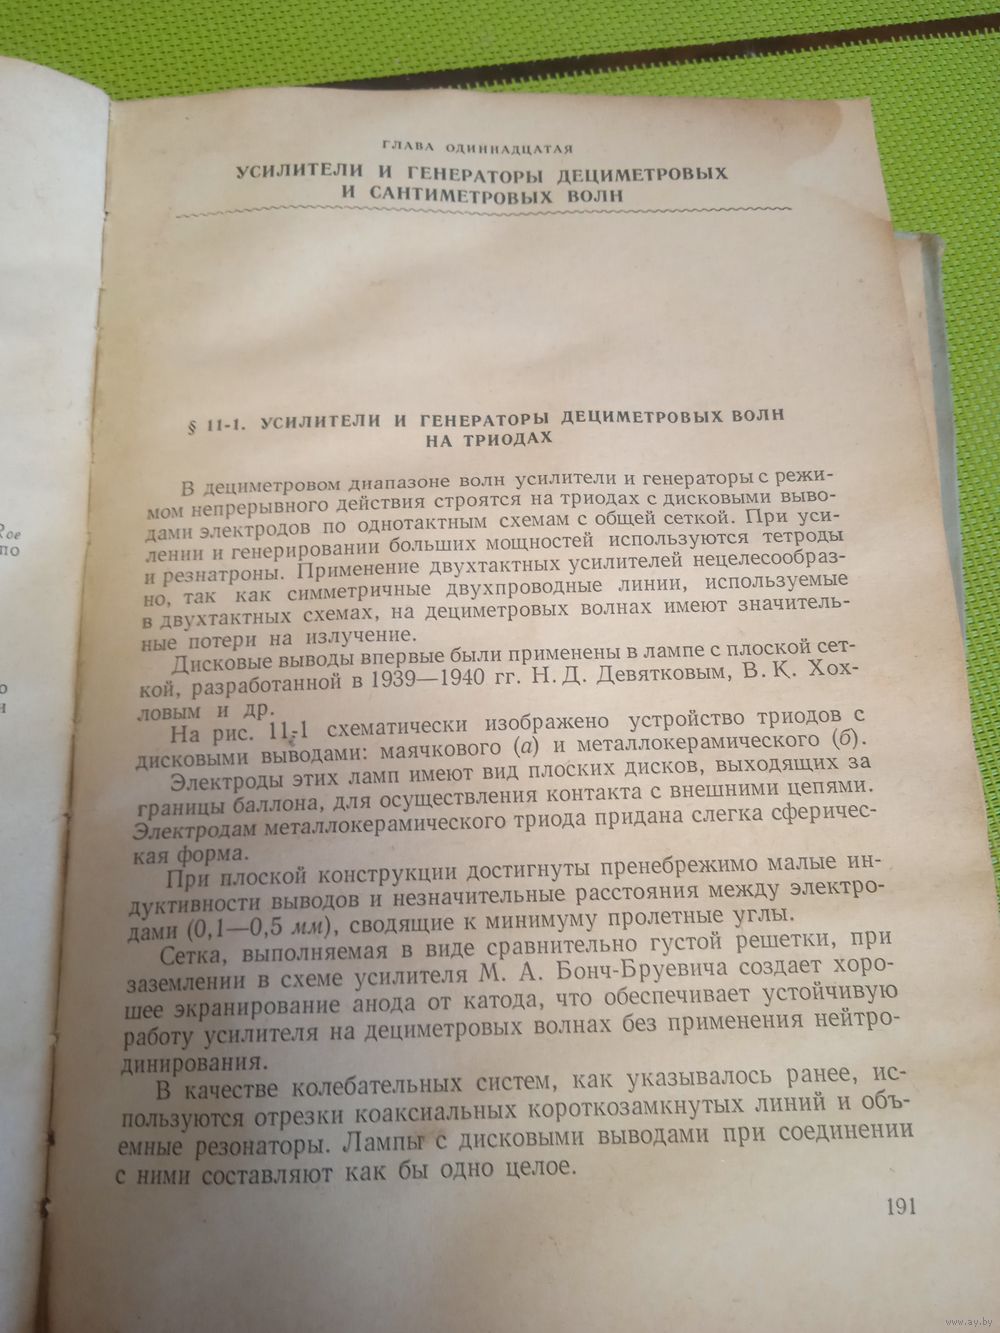 ГЛАВА ОДИННАДЦАТАЯ
УСИЛИТЕЛИ И ГЕНЕРАТОРЫ ДЕЦИМЕТРОВЫХ
И САНТИМЕТРОВЫХ ВОЛН
§ 11-1. УСИЛИТЕЛИ И ГЕНЕРАТОРЫ ДЕЦИМЕТРОВЫХ ВОЛН
НА ТРИОДАХ
В дециметровом диапазоне волн усилители и генераторы с режи-
мом непрерывного действия строятся на триодах с дисковыми выво-
дами электродов по однотактным схемам с общей сеткой. При уси-
лении и генерировании больших мощностей используются тетроды
и резнатроны. Применение двухтактных усилителей нецелесообраз-
но, так как симметричные двухпроводные линии, используемые
в двухтактных схемах, на дециметровых волнах имеют значитель-
ные потери на излучение.
Дисковые выводы впервые были применены в лампе с плоской сет-
кой, разработанной в 1939—1940 гг. Н. Д. Девятковым, В. К. Хох-
ловым и др.
На рис. 11-1 схематически изображено устройство триодов с
дисковыми выводами: маячкового (а) и металлокерамического (б).
Электроды этих ламп имеют вид плоских дисков, выходящих за
границы баллона, для осуществления контакта с внешними цепями.
Электродам металлокерамического триода придана слегка сферичес-
кая форма.
При плоской конструкции достигнуты пренебрежимо малые ин-
дуктивности выводов и незначительные расстояния между электро-
дами (0,1—0,5 мм), сводящие к минимуму пролетные углы.
Сетка, выполняемая в виде сравнительно густой решетки, при
заземлении в схеме усилителя М. А. Бонч-Бруевича создает хоро-
шее экранирование анода от катода, что обеспечивает устойчивую
работу усилителя на дециметровых волнах без применения нейтро-
динирования.
В качестве колебательных систем, как указывалось ранее, ис-
пользуются отрезки коаксиальных короткозамкнутых линий и объ-
емные резонаторы. Лампы с дисковыми выводами при соединении
с ними составляют как бы одно целое.
191
www.ay.by